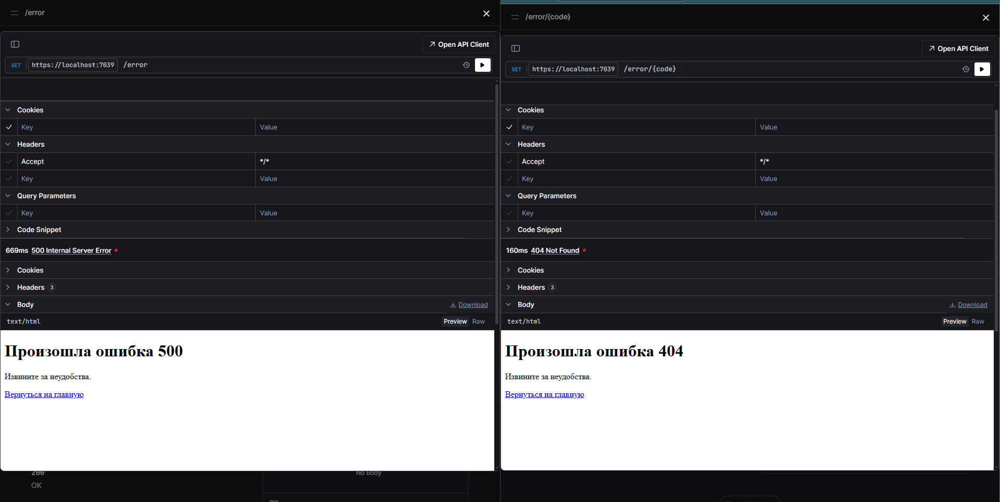 /error
Open API Client
GET https://localhost:7039 /error
Cookies
Key Value
Headers
Accept */*
Key Value
Query Parameters
Key Value
Code Snippet
669ms 500 Internal Server Error
Cookies
Headers 3
Body Download
text/html Preview Raw
Произошла ошибка 500
Извините за неудобства.
Вернуться на главную
200
No Body
OK
OK
/error/{code}
Open API Client
GET https://localhost:7039 /error/{code}
Cookies
Key Value
Headers
Accept */*
Key Value
Query Parameters
Key Value
Code Snippet
160ms 404 Not Found
Cookies
Headers 3
Body Download
text/html Preview Raw
Произошла ошибка 404
Извините за неудобства.
Вернуться на главную